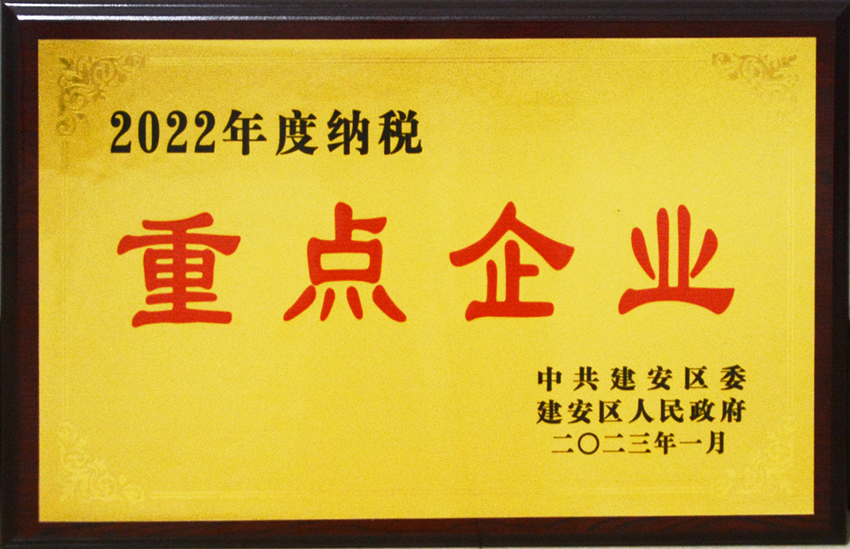 2022年度纳税
重点企业
中共建安区委
建安区人民政府
二〇二三年一月